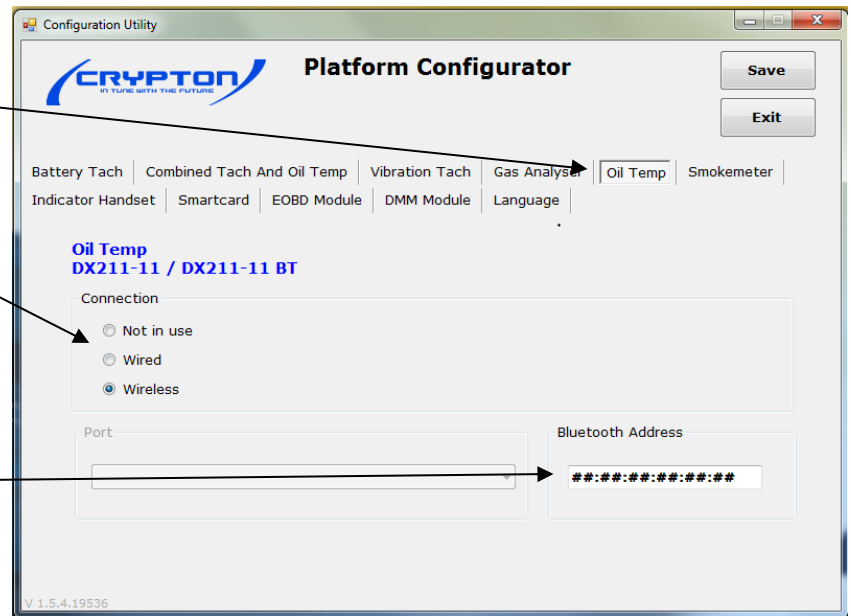 Configuration Utility
CRYPTON
IN TUNE WITH THE FUTURE
Platform Configurator
Save
Exit
Battery Tach Combined Tach And Oil Temp Vibration Tach Gas Analyser Oil Temp Smokemeter
Indicator Handset Smartcard EOBD Module DMM Module Language
Oil Temp
DX211-11 / DX211-11 BT
Connection
Not in use
Wired
Wireless
Port
Bluetooth Address
##:##:##:##:##:##
V 1.5.4.19536